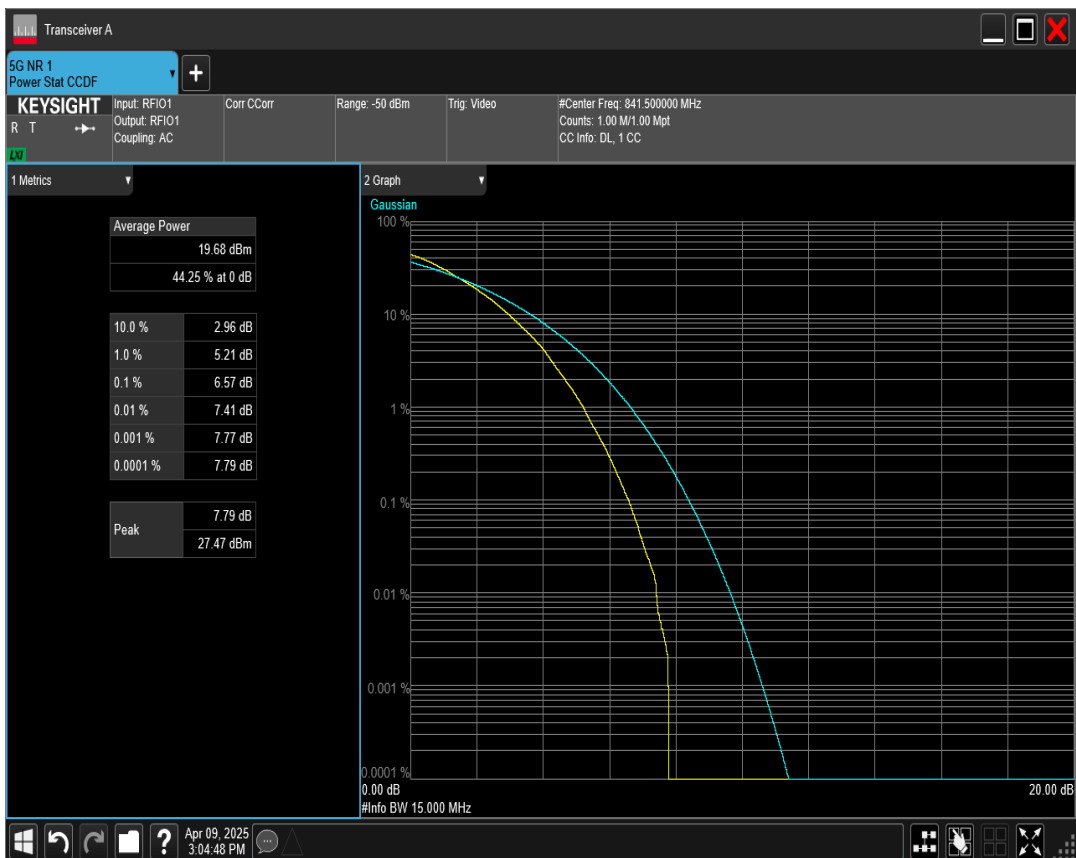 Transceiver A
5G NR 1
Power Stat CCDF
+
KEYSIGHT
R T
LXI
Input: RFIO1
Output: RFIO1
Coupling: AC
Corr CCorr
Range: -50 dBm
Trig: Video
#Center Freq: 841.500000 MHz
Counts: 1.00 M/1.00 Mpt
CC Info: DL, 1 CC
1 Metrics
Average Power
19.68 dBm
44.25 % at 0 dB
10.0 % 2.96 dB
1.0 % 5.21 dB
0.1 % 6.57 dB
0.01 % 7.41 dB
0.001 % 7.77 dB
0.0001 % 7.79 dB
Peak
7.79 dB
27.47 dBm
2 Graph
Gaussian
100 %
10 %
1 %
0.1 %
0.01 %
0.001 %
0.0001 %
0.00 dB 20.00 dB
#Info BW 15.000 MHz
?
Apr 09, 2025
3:04:48 PM